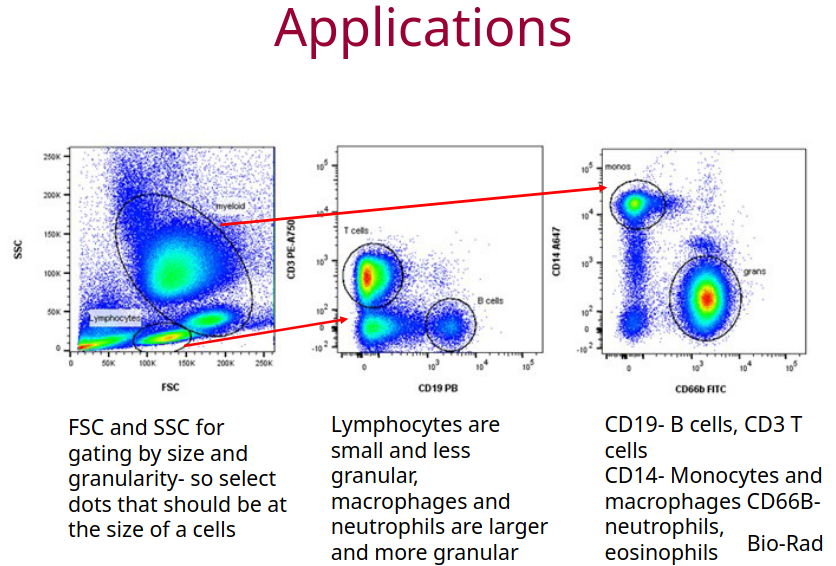 Applications
250K
200K
150K
100K
50K
0
SSC
myeloid
Lymphocytes
0 50K 100K 150K 200K 250K
FSC
10^5
10^4
10^3
10^2
0
-10^2
CD3 PE-A750
T cells
B cells
0 10^3 10^4 10^5
CD19 PB
10^5
10^4
10^3
10^2
0
-10^2
CD14 A647
monos
grans
0 10^3 10^4 10^5
CD66b FITC
FSC and SSC for
gating by size and
granularity- so select
dots that should be at
the size of a cells
Lymphocytes are
small and less
granular,
macrophages and
neutrophils are larger
and more granular
CD19- B cells, CD3 T
cells
CD14- Monocytes and
macrophages CD66B-
neutrophils,
eosinophils
Bio-Rad